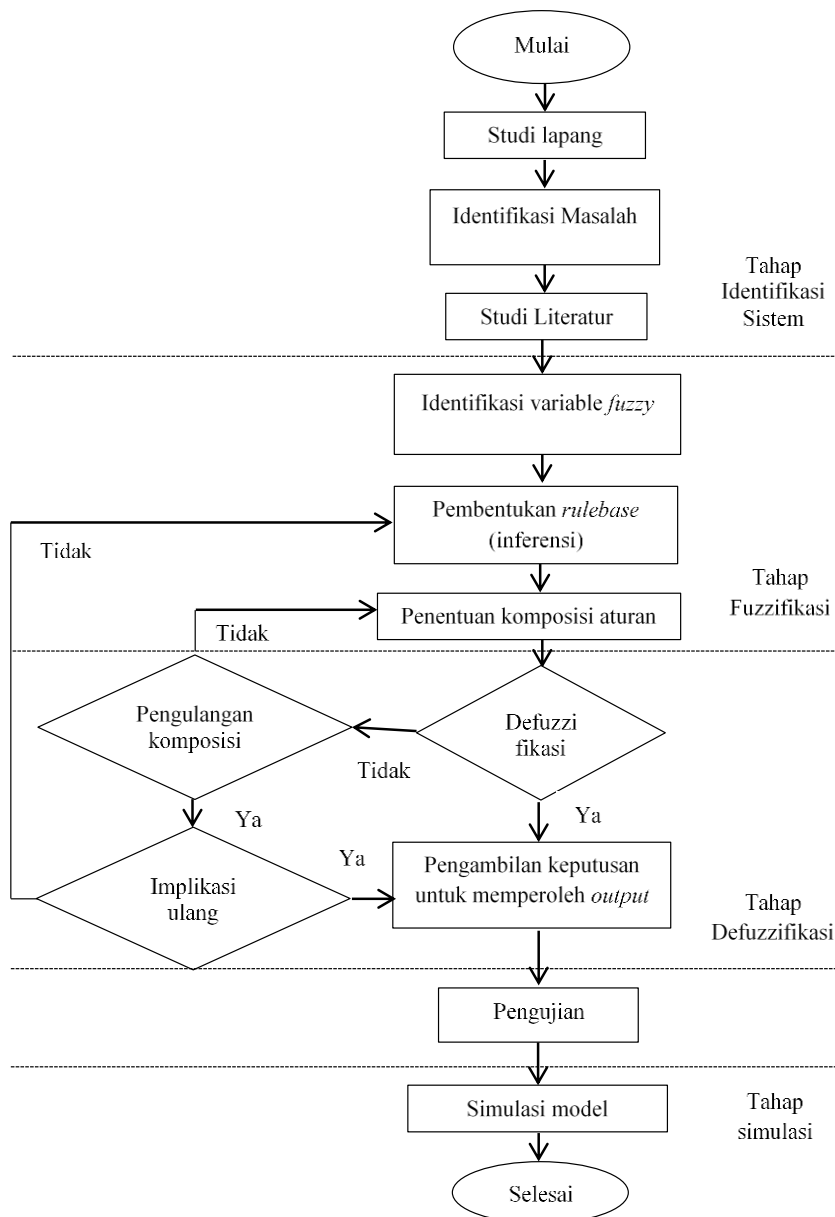 Mulai
Studi lapang
Identifikasi Masalah
Studi Literatur
Tahap
Identifikasi
Sistem
Identifikasi variable fuzzy
Pembentukan rulebase
(inferensi)
Tidak
Penentuan komposisi aturan
Tidak
Tahap
Fuzzifikasi
Pengulangan
komposisi
Defuzzi
fikasi
Tidak
Ya
Ya
Implikasi
ulang
Ya
Pengambilan keputusan
untuk memperoleh output
Tahap
Defuzzifikasi
Pengujian
Simulasi model
Tahap
simulasi
Selesai